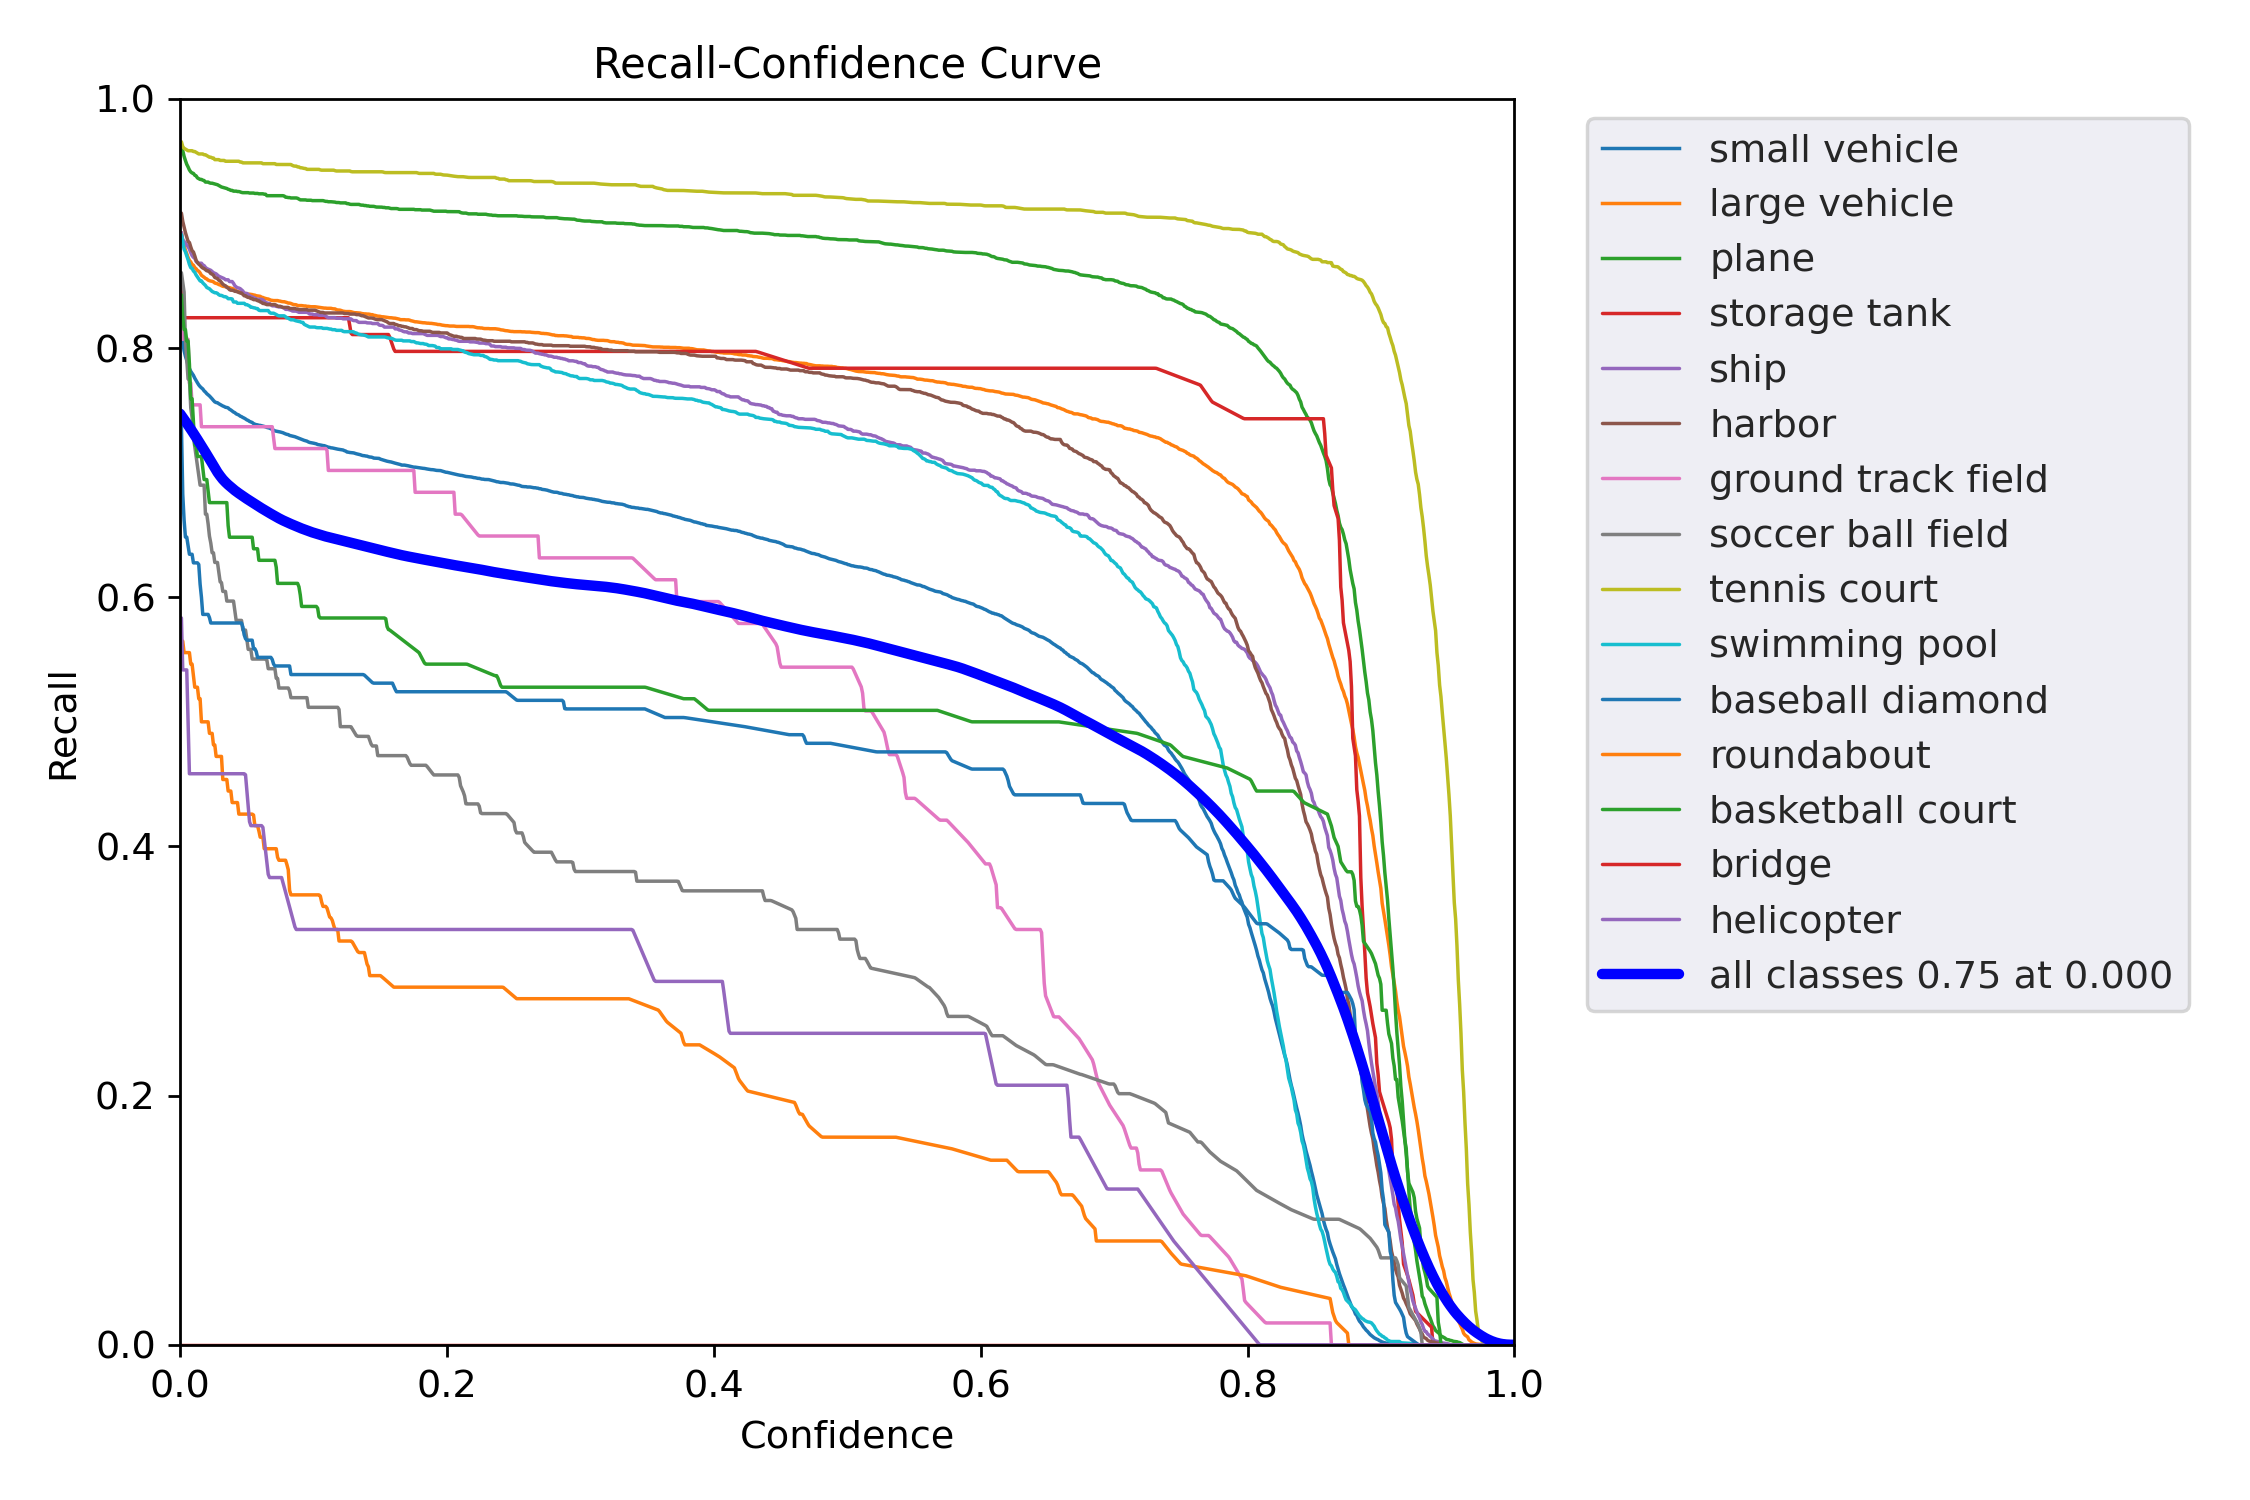 Recall-Confidence Curve
1.0
0.8
0.6
0.4
0.2
0.0
Recall
0.0 0.2 0.4 0.6 0.8 1.0
Confidence
small vehicle
large vehicle
plane
storage tank
ship
harbor
ground track field
soccer ball field
tennis court
swimming pool
baseball diamond
roundabout
basketball court
bridge
helicopter
all classes 0.75 at 0.000